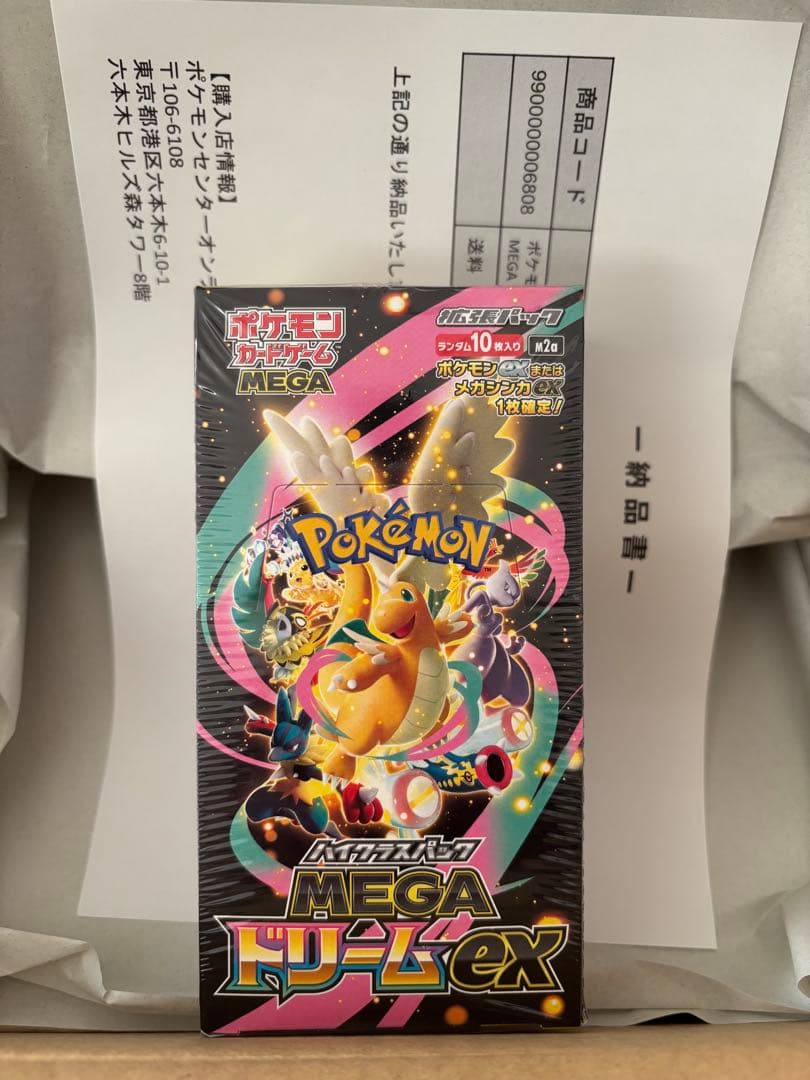 ー納品書ー
商品コード
9900000006808
ポケモ
MEGA
送料
上記の通り納品いたし
【購入店情報】
ポケモンセンターオンラ
〒106-6108
東京都港区六本木6-10-1
六本木ヒルズ森タワー8階
ポケモン
カードゲーム
MEGA
拡張パック
ランダム10枚入り
M2a
ポケモンexまたは
メガシンカex
1枚確定!
POKéMON
TM
ハイクラスパック
MEGA
ドリームex